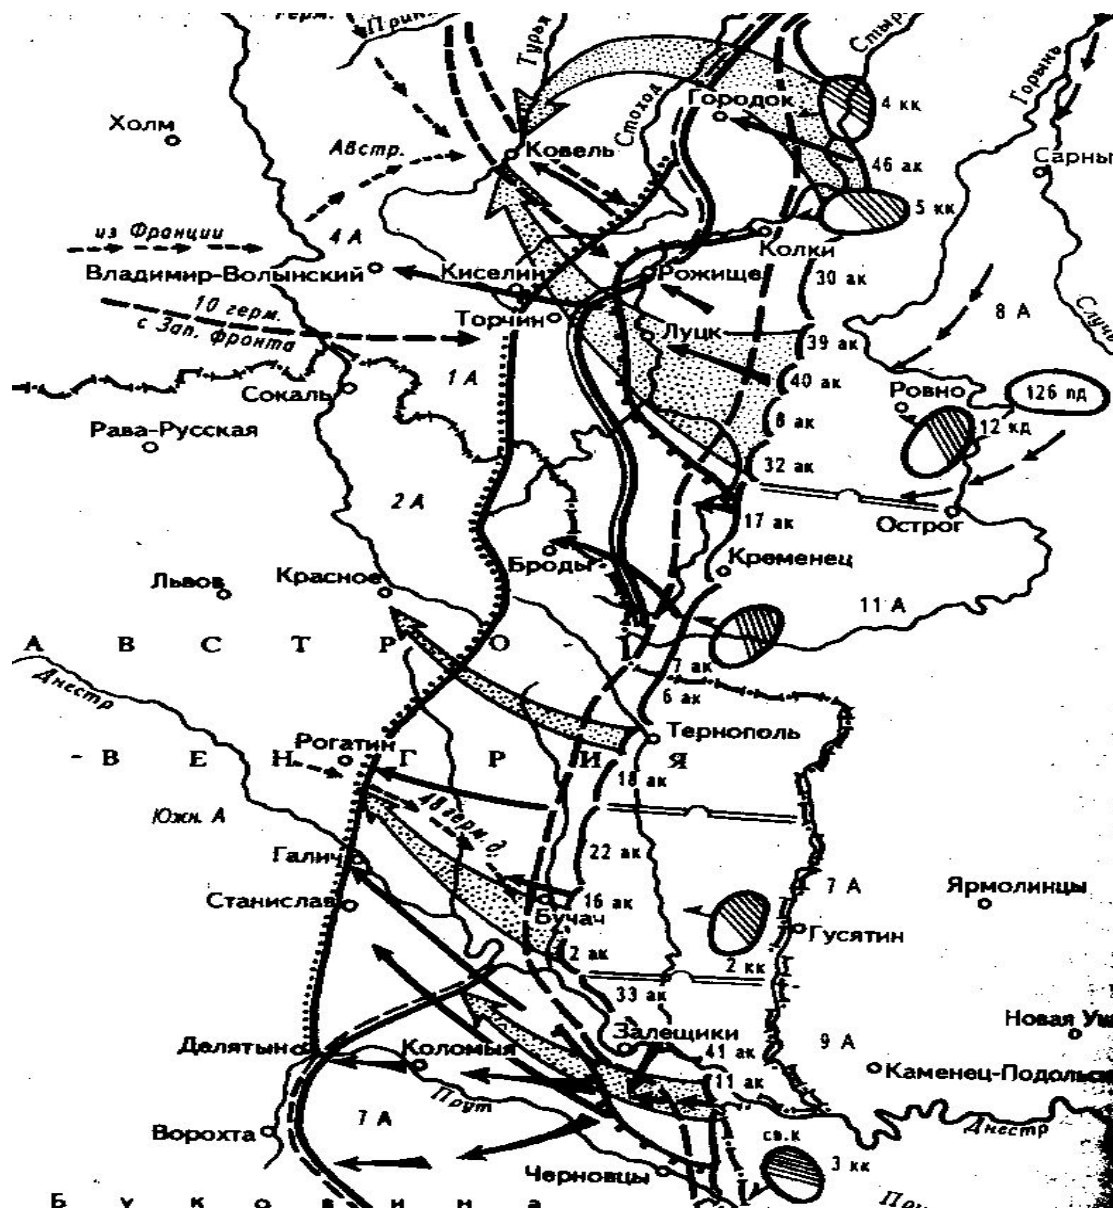 Герм.
Турья
Стырь
Горынь
Стоход
Городок
4 кк
Холм
Австр.
Ковель
46 ак
Сарны
5 кк
из Франции
4 А
Колки
Владимир-Волынский
Киселин
Рожище
30 ак
10 герм.
с Зап. фронта
Торчин
Луцк
39 ак
8 А
Случь
1 А
Сокаль
40 ак
Ровно
126 пд
Рава-Русская
8 ак
12 кд
32 ак
2 А
17 ак
Острог
Броды
Кременец
Львов
Красное
11 А
А В С Т Р О -
Днестр
7 ак
6 ак
Тернополь
Рогатин
- В Е Н Г Р И Я
18 ак
48 герм. д.
Южн. А
Галич
22 ак
7 А
Ярмолинцы
Станислав
16 ак
Бучач
Гусятин
2 ак
2 кк
33 ак
Новая Уш
Залещики
9 А
Делятын
Коломыя
41 ак
11 ак
Каменец-Подольск
Прут
7 А
Днестр
Ворохта
св.к
3 кк
Черновцы
Б у к о в и н а